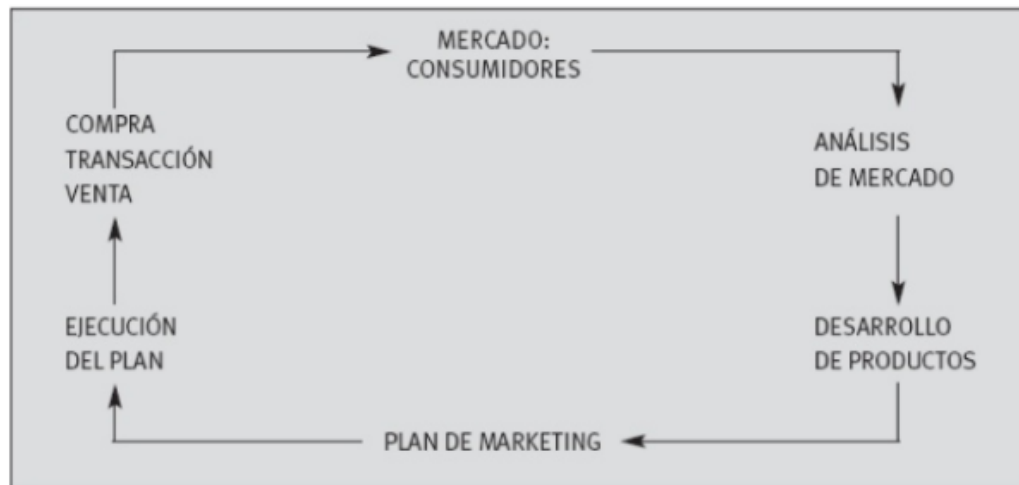 MERCADO:
CONSUMIDORES
COMPRA
TRANSACCIÓN
VENTA
ANÁLISIS
DE MERCADO
EJECUCIÓN
DEL PLAN
DESARROLLO
DE PRODUCTOS
PLAN DE MARKETING